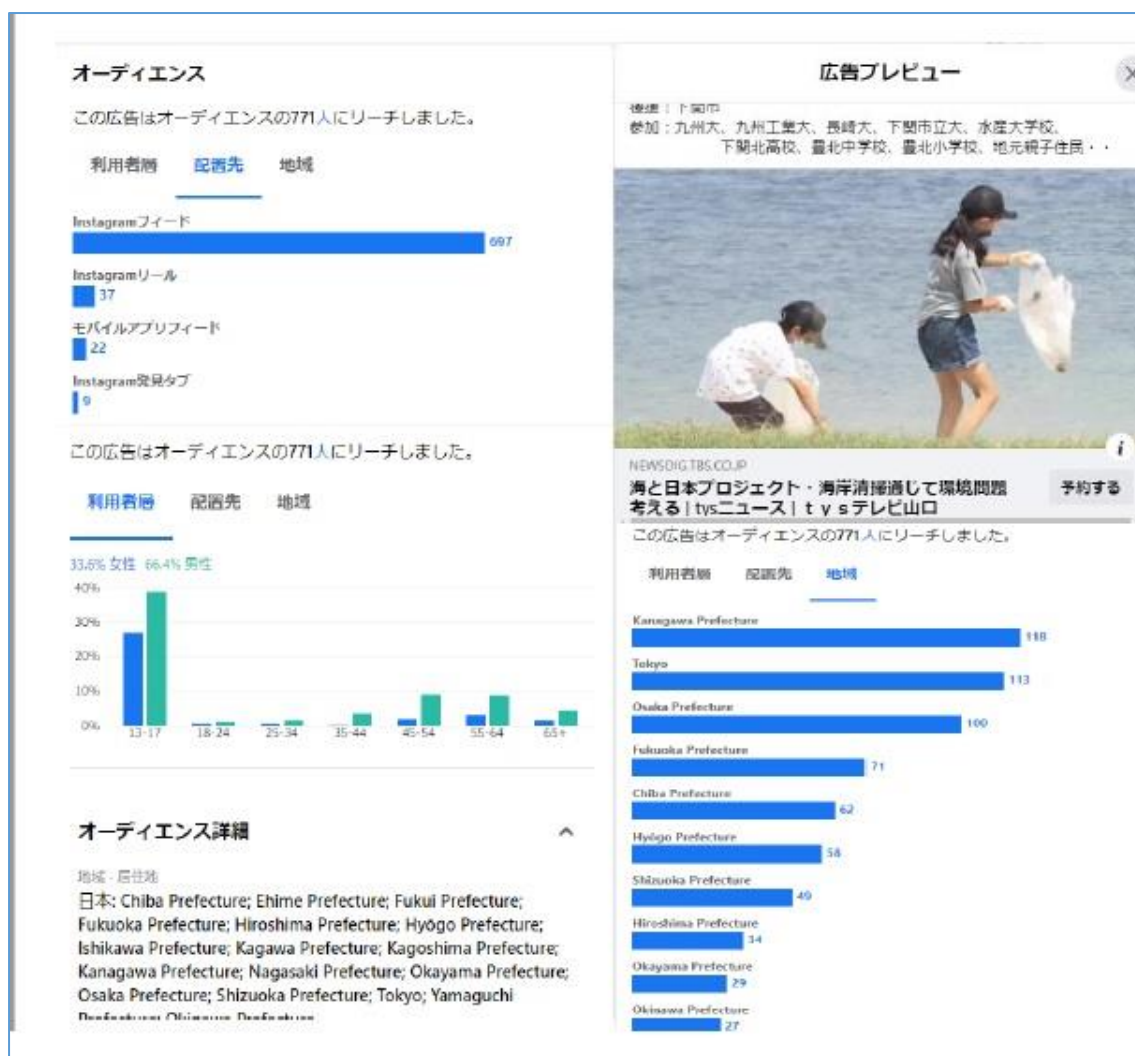 オーディエンス
この広告はオーディエンスの771人にリーチしました。
利用者層 配置先 地域
Instagramフィード
697
Instagramリール
37
モバイルアプリフィード
22
Instagram発見タブ
9
この広告はオーディエンスの771人にリーチしました。
利用者層 配置先 地域
33.6% 女性 66.4% 男性
40%
30%
20%
10%
0%
13-17 18-24 25-34 35-44 45-54 55-64 65+
オーディエンス詳細
地域 - 居住地
日本: Chiba Prefecture; Ehime Prefecture; Fukui Prefecture;
Fukuoka Prefecture; Hiroshima Prefecture; Hyōgo Prefecture;
Ishikawa Prefecture; Kagawa Prefecture; Kagoshima Prefecture;
Kanagawa Prefecture; Nagasaki Prefecture; Okayama Prefecture;
Osaka Prefecture; Shizuoka Prefecture; Tokyo; Yamaguchi
Prefecture; Okinawa Prefecture
広告プレビュー
後援：下関市
参加：九州大、九州工業大、長崎大、下関市立大、水産大学校、
下関北高校、豊北中学校、豊北小学校、地元親子住民・・
NEWSDIG.TBS.CO.JP
海と日本プロジェクト・海岸清掃通じて環境問題
考える | tysニュース | ｔｙｓテレビ山口
予約する
この広告はオーディエンスの771人にリーチしました。
利用者層 配置先 地域
Kanagawa Prefecture
118
Tokyo
113
Osaka Prefecture
100
Fukuoka Prefecture
71
Chiba Prefecture
62
Hyōgo Prefecture
58
Shizuoka Prefecture
49
Hiroshima Prefecture
34
Okayama Prefecture
29
Okinawa Prefecture
27